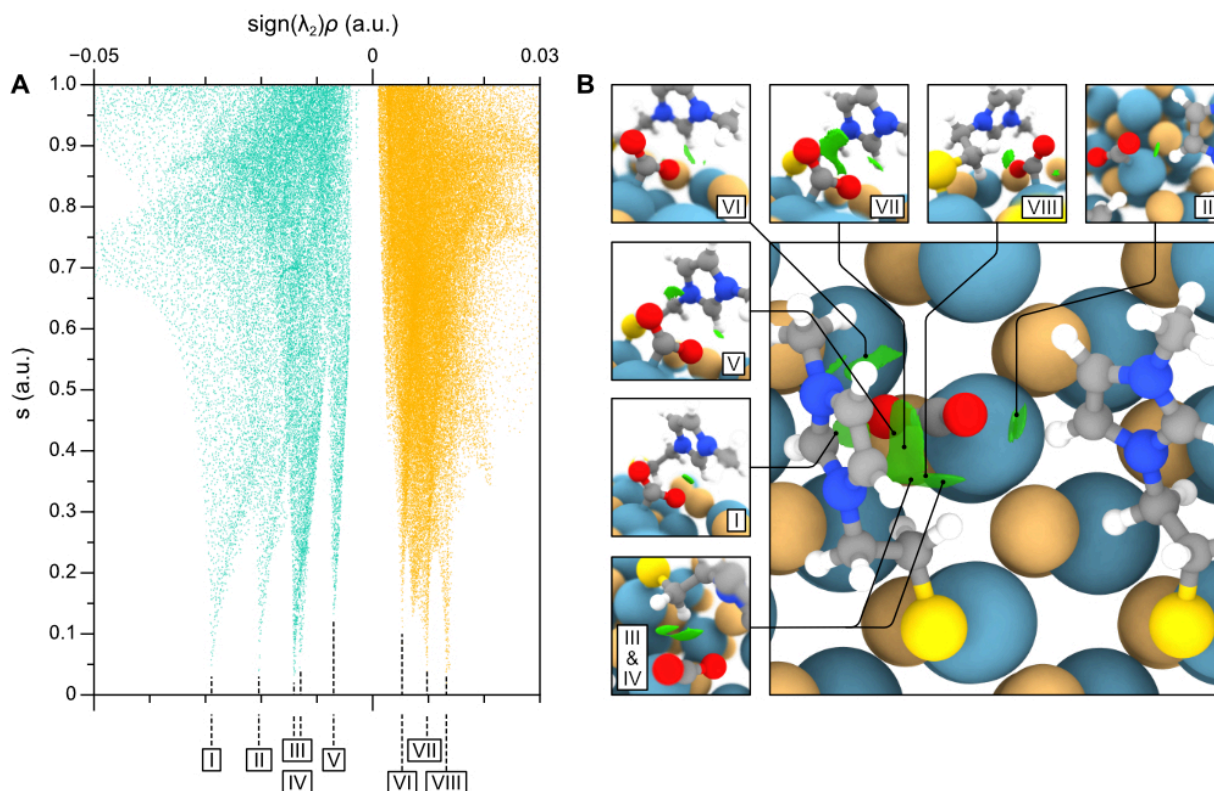 A
sign(λ₂)ρ (a.u.)
−0.05 0 0.03
s (a.u.)
1.0
0.9
0.8
0.7
0.6
0.5
0.4
0.3
0.2
0.1
0
I II III IV V VI VII VIII
B
VI VII VIII II
V
I
III & IV